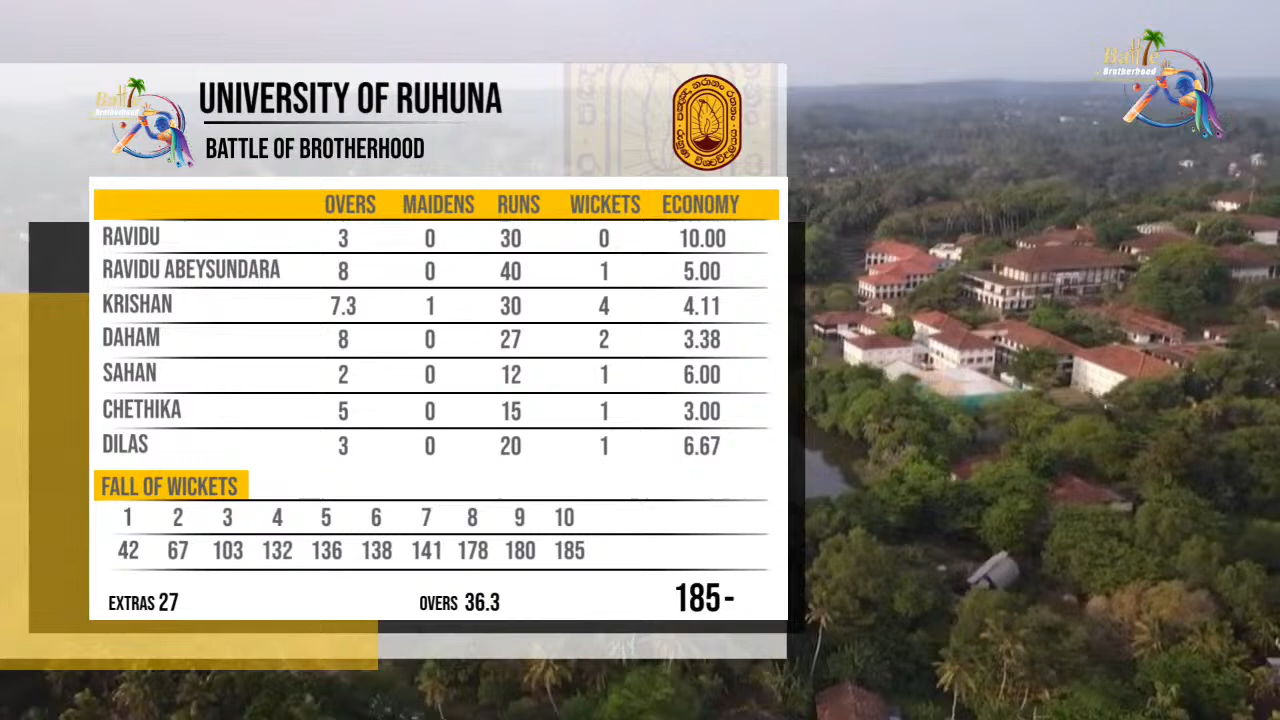 Battle
Brotherhood
Battle
Brotherhood
UNIVERSITY OF RUHUNA
BATTLE OF BROTHERHOOD
OVERS MAIDENS RUNS WICKETS ECONOMY
RAVIDU 3 0 30 0 10.00
RAVIDU ABEYSUNDARA 8 0 40 1 5.00
KRISHAN 7.3 1 30 4 4.11
DAHAM 8 0 27 2 3.38
SAHAN 2 0 12 1 6.00
CHETHIKA 5 0 15 1 3.00
DILAS 3 0 20 1 6.67
FALL OF WICKETS
1 2 3 4 5 6 7 8 9 10
42 67 103 132 136 138 141 178 180 185
EXTRAS 27 OVERS 36.3 185-